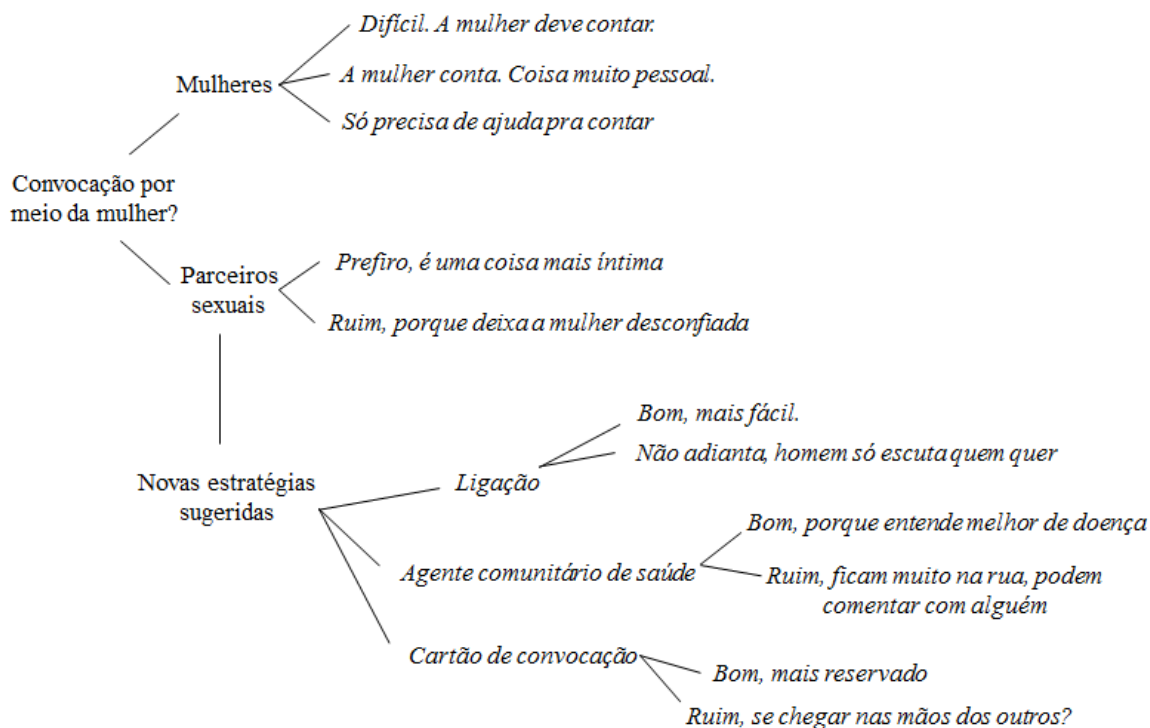 Difícil. A mulher deve contar.
Mulheres
A mulher conta. Coisa muito pessoal.
Só precisa de ajuda pra contar
Convocação por
meio da mulher?
Parceiros
sexuais
Prefiro, é uma coisa mais íntima
Ruim, porque deixa a mulher desconfiada
Novas estratégias
sugeridas
Ligação
Bom, mais fácil.
Não adianta, homem só escuta quem quer
Agente comunitário de saúde
Bom, porque entende melhor de doença
Ruim, ficam muito na rua, podem
comentar com alguém
Cartão de convocação
Bom, mais reservado
Ruim, se chegar nas mãos dos outros?